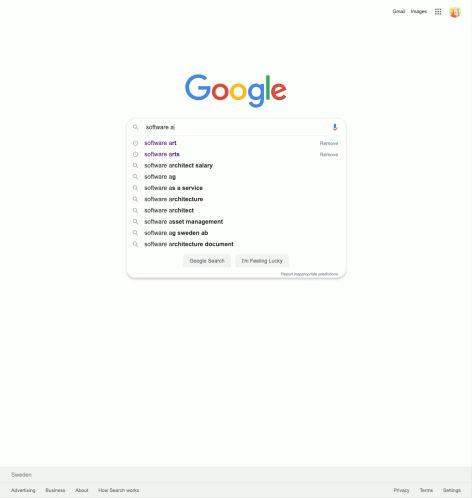 Gmail Images
Google
software a
software art Remove
software arts Remove
software architect salary
software ag
software as a service
software architecture
software architect
software asset management
software ag sweden ab
software architecture document
Google Search I'm Feeling Lucky
Report inappropriate predictions
Sweden
Advertising Business About How Search works Privacy Terms Settings